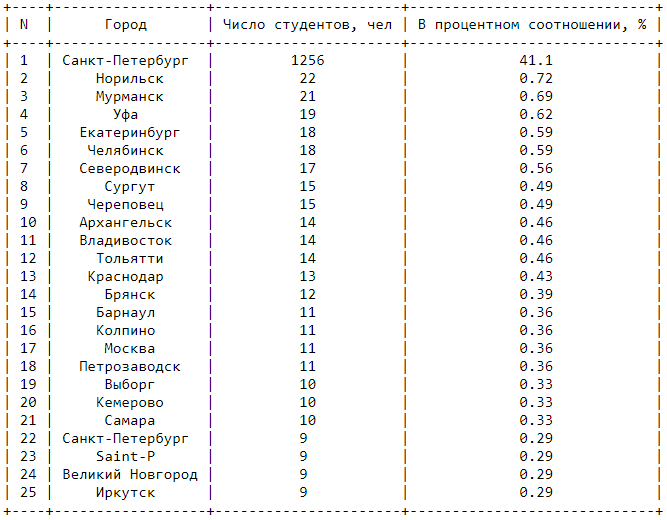 N Город Число студентов, чел В процентном соотношении, %
1 Санкт-Петербург 1256 41.1
2 Норильск 22 0.72
3 Мурманск 21 0.69
4 Уфа 19 0.62
5 Екатеринбург 18 0.59
6 Челябинск 18 0.59
7 Северодвинск 17 0.56
8 Сургут 15 0.49
9 Череповец 15 0.49
10 Архангельск 14 0.46
11 Владивосток 14 0.46
12 Тольятти 14 0.46
13 Краснодар 13 0.43
14 Брянск 12 0.39
15 Барнаул 11 0.36
16 Колпино 11 0.36
17 Москва 11 0.36
18 Петрозаводск 11 0.36
19 Выборг 10 0.33
20 Кемерово 10 0.33
21 Самара 10 0.33
22 Санкт-Петербург 9 0.29
23 Saint-P 9 0.29
24 Великий Новгород 9 0.29
25 Иркутск 9 0.29